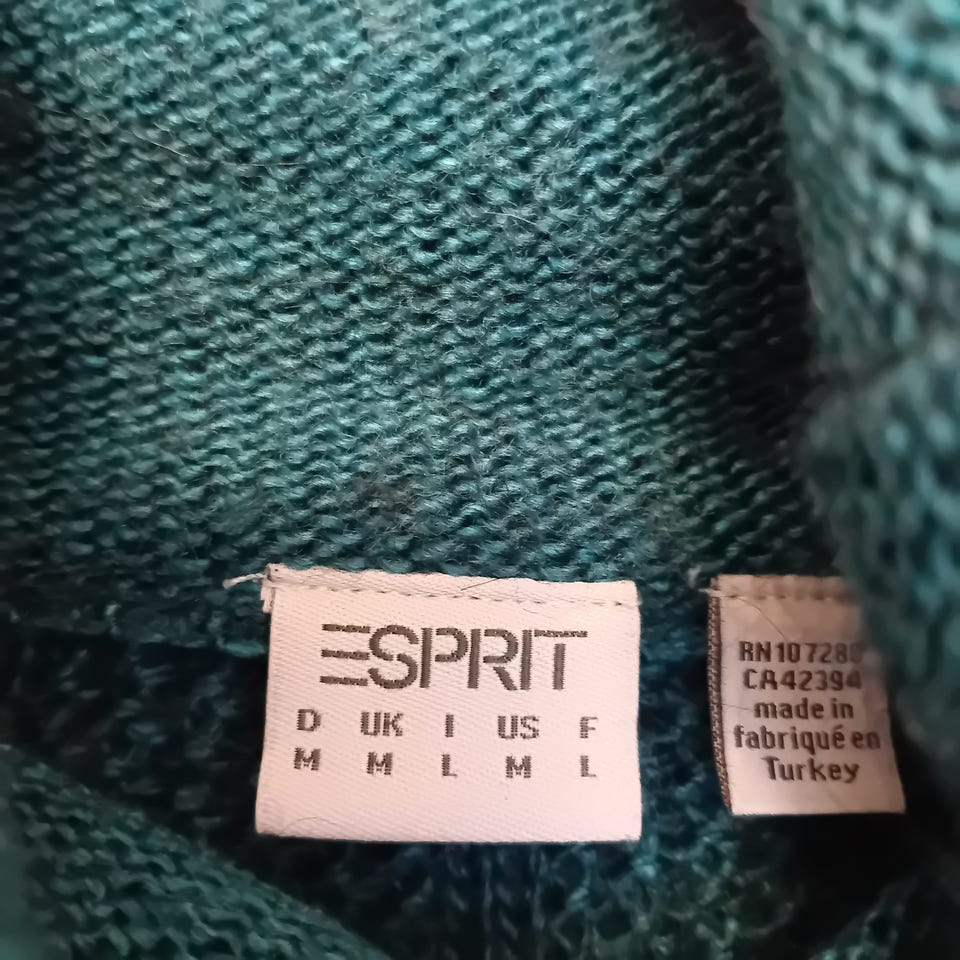 ESPRIT
D UK I US F
M M L M L
CA42394
made in
fabriqué en
Turkey